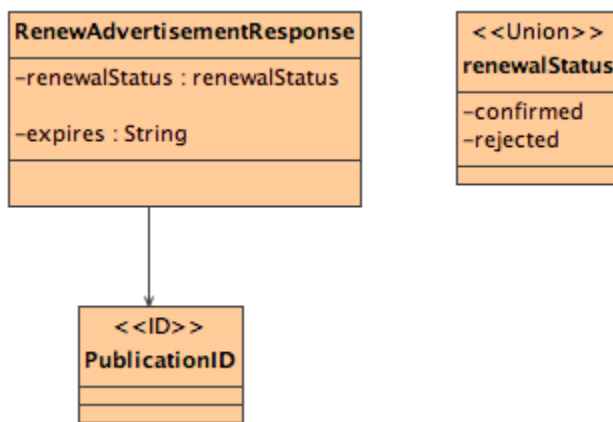 RenewAdvertisementResponse
-renewalStatus : renewalStatus
-expires : String
<<Union>>
renewalStatus
-confirmed
-rejected
<<ID>>
PublicationID